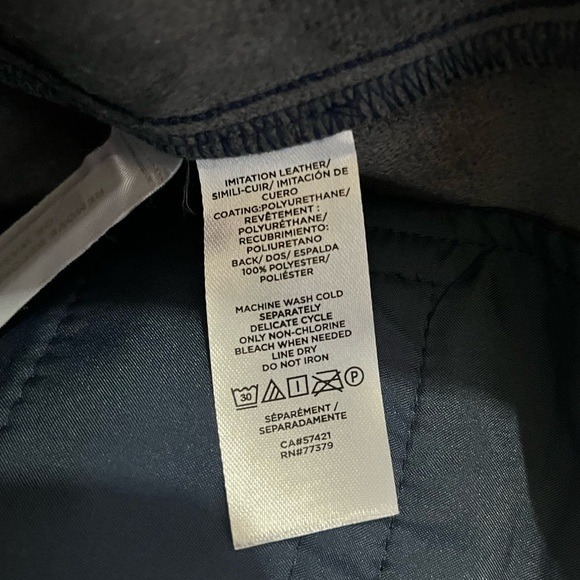 IMITATION LEATHER/
SIMILI-CUIR/ IMITACIÓN DE
CUERO
COATING:POLYURETHANE/
REVÊTEMENT :
POLYURÉTHANE/
RECUBRIMIENTO:
POLIURETANO
BACK/ DOS/ ESPALDA
100% POLYESTER/
POLIÉSTER
MACHINE WASH COLD
SEPARATELY
DELICATE CYCLE
ONLY NON-CHLORINE
BLEACH WHEN NEEDED
LINE DRY
DO NOT IRON
30
P
SÉPARÉMENT /
SEPARADAMENTE
CA#57421
RN#77379